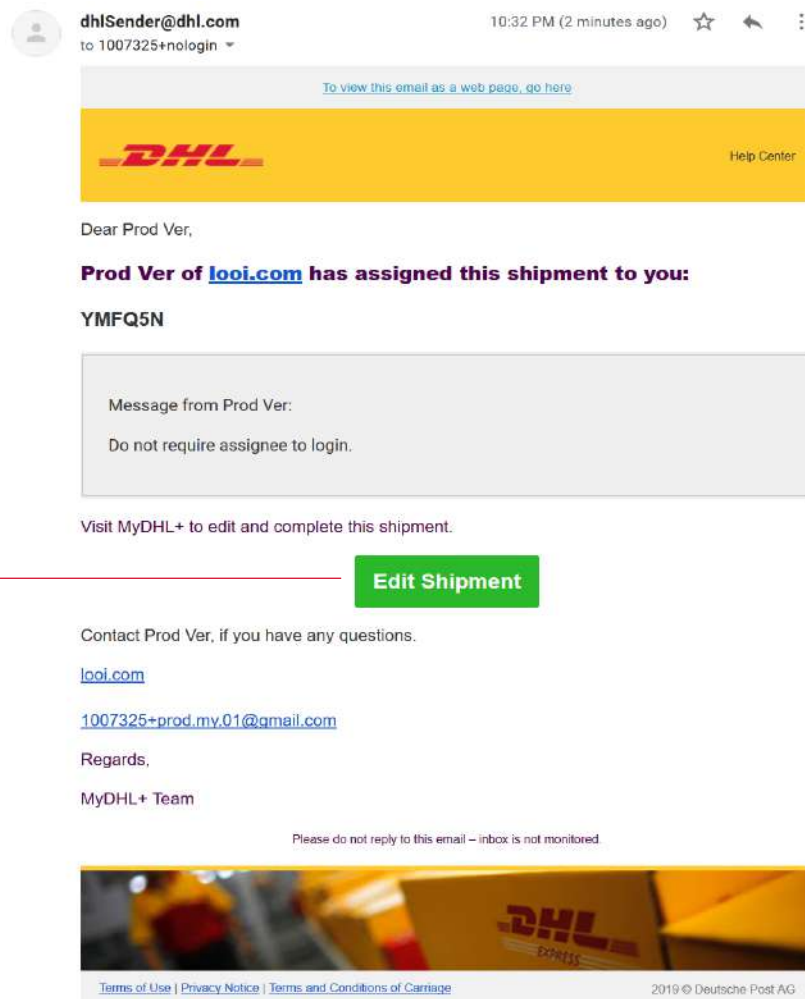 dhlSender@dhl.com
10:32 PM (2 minutes ago)
to 1007325+nologin
To view this email as a web page, go here
DHL
Help Center
Dear Prod Ver,
Prod Ver of looi.com has assigned this shipment to you:
YMFQ5N
Message from Prod Ver:
Do not require assignee to login.
Visit MyDHL+ to edit and complete this shipment.
Edit Shipment
Contact Prod Ver, if you have any questions.
looi.com
1007325+prod.my.01@gmail.com
Regards,
MyDHL+ Team
Please do not reply to this email – inbox is not monitored.
DHL
EXPRESS
Terms of Use | Privacy Notice | Terms and Conditions of Carriage
2019 © Deutsche Post AG